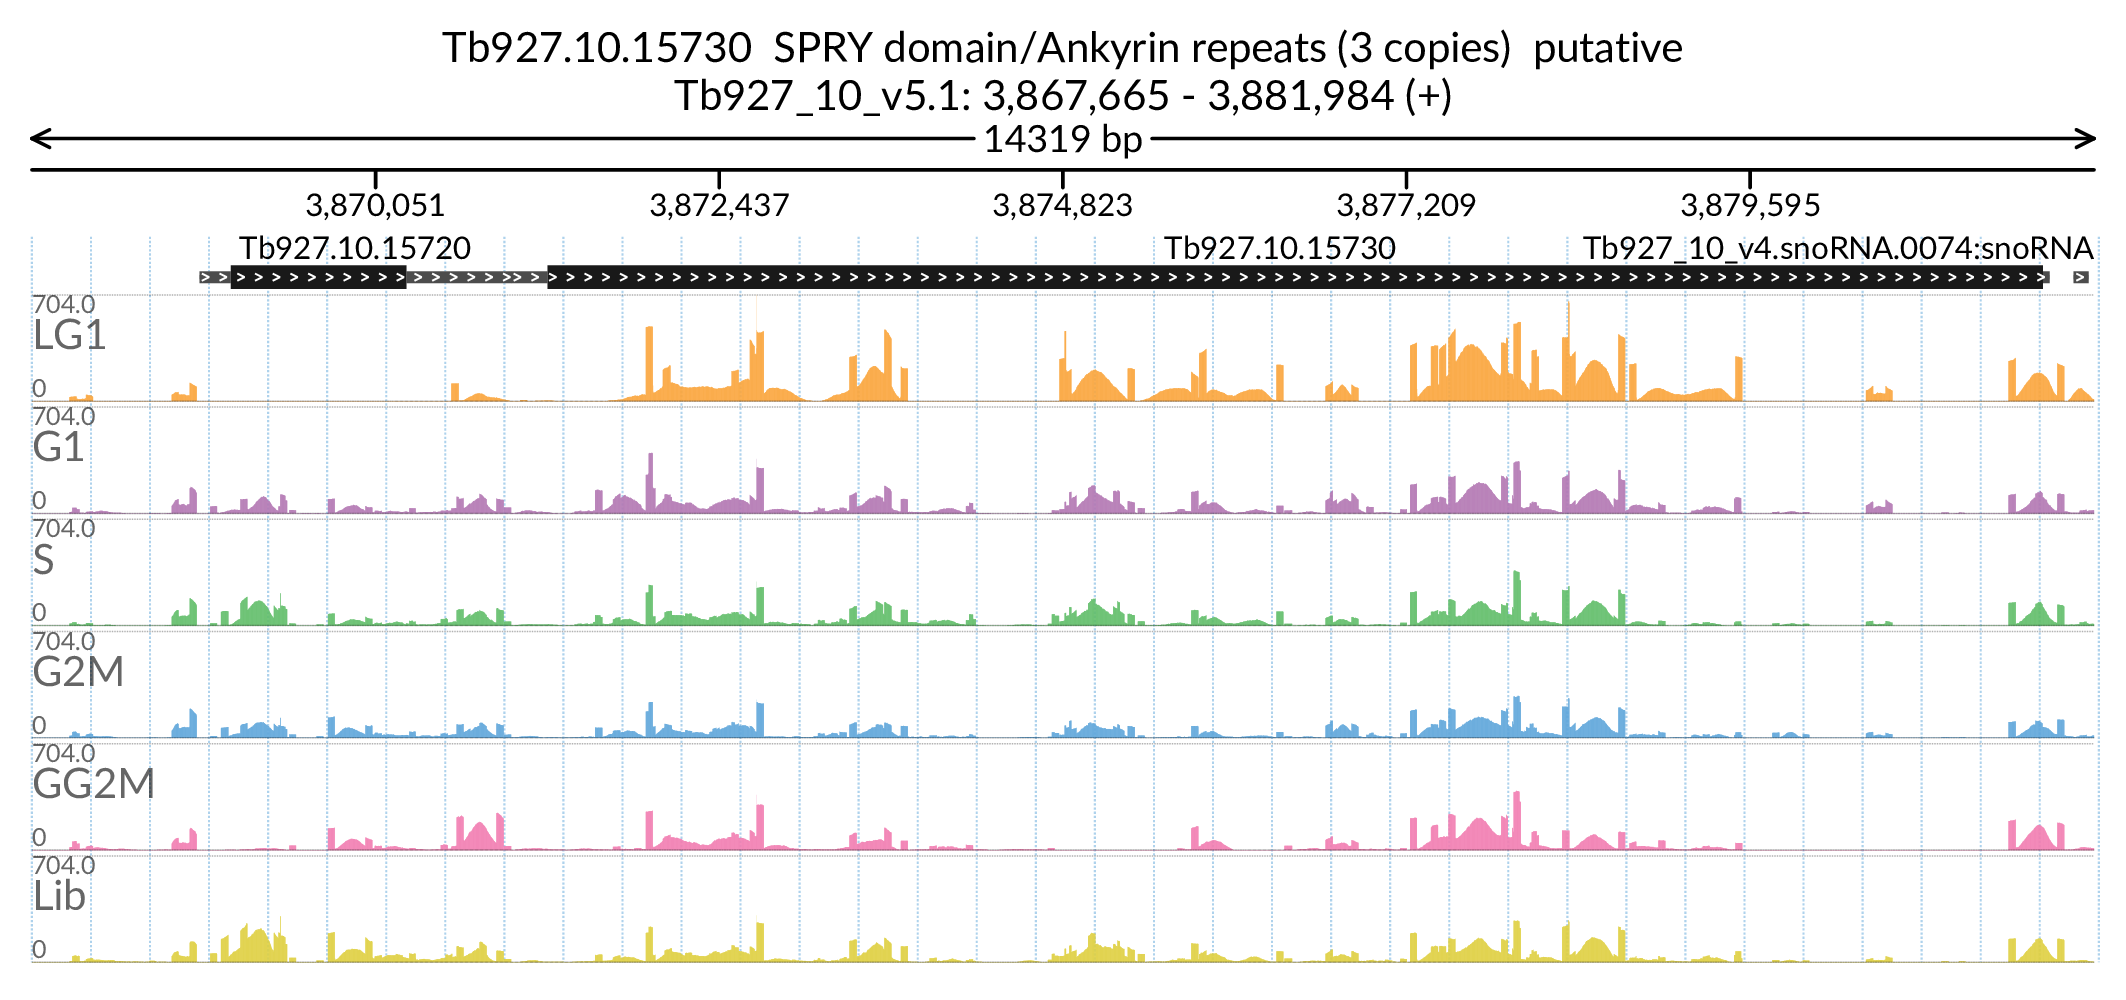 Tb927.10.15730  SPRY domain/Ankyrin repeats (3 copies)  putative
Tb927_10_v5.1: 3,867,665 - 3,881,984 (+)
14319 bp
3,870,051 3,872,437 3,874,823 3,877,209 3,879,595
Tb927.10.15720 Tb927.10.15730 Tb927_10_v4.snoRNA.0074:snoRNA
704.0
LG1
0
704.0
G1
0
704.0
S
0
704.0
G2M
0
704.0
GG2M
0
704.0
Lib
0